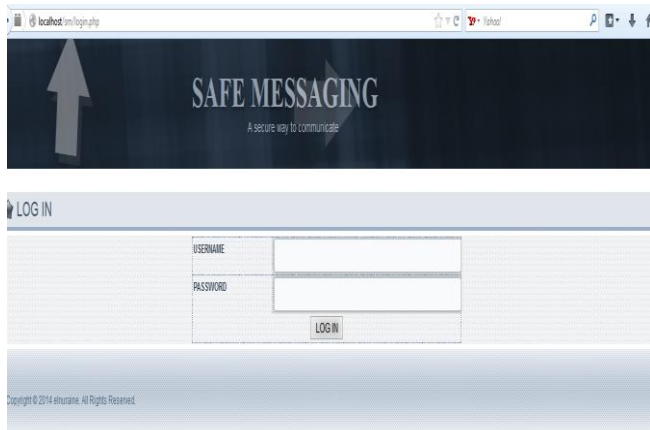 localhost/sm/login.php
Yahoo!
SAFE MESSAGING
A secure way to communicate
LOG IN
USERNAME
PASSWORD
LOG IN
Copyright © 2014 elnuraine. All Rights Reserved.